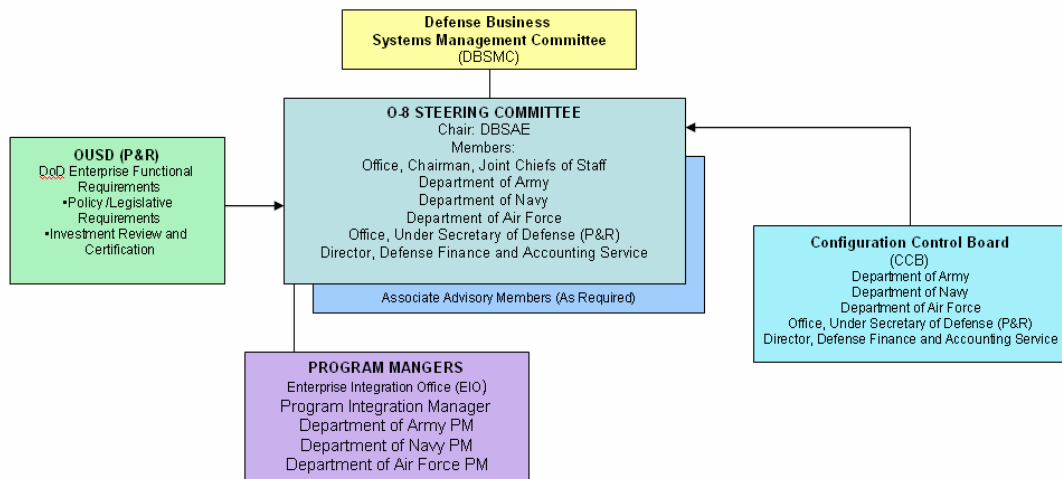 Defense Business
Systems Management Committee
(DBSMC)
O-8 STEERING COMMITTEE
Chair: DBSAE
Members:
Office, Chairman, Joint Chiefs of Staff
Department of Army
Department of Navy
Department of Air Force
Office, Under Secretary of Defense (P&R)
Director, Defense Finance and Accounting Service
Associate Advisory Members (As Required)
OUSD (P&R)
DoD Enterprise Functional
Requirements
•Policy/Legislative
Requirements
•Investment Review and
Certification
Configuration Control Board
(CCB)
Department of Army
Department of Navy
Department of Air Force
Office, Under Secretary of Defense (P&R)
Director, Defense Finance and Accounting Service
PROGRAM MANGERS
Enterprise Integration Office (EIO)
Program Integration Manager
Department of Army PM
Department of Navy PM
Department of Air Force PM